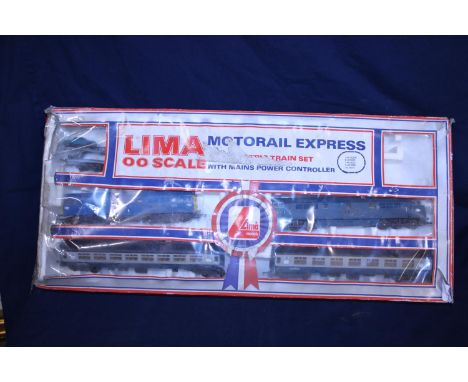 LIMA
OO SCALE
MOTORAIL EXPRESS
TRAIN SET
WITH MAINS POWER CONTROLLER
Lima